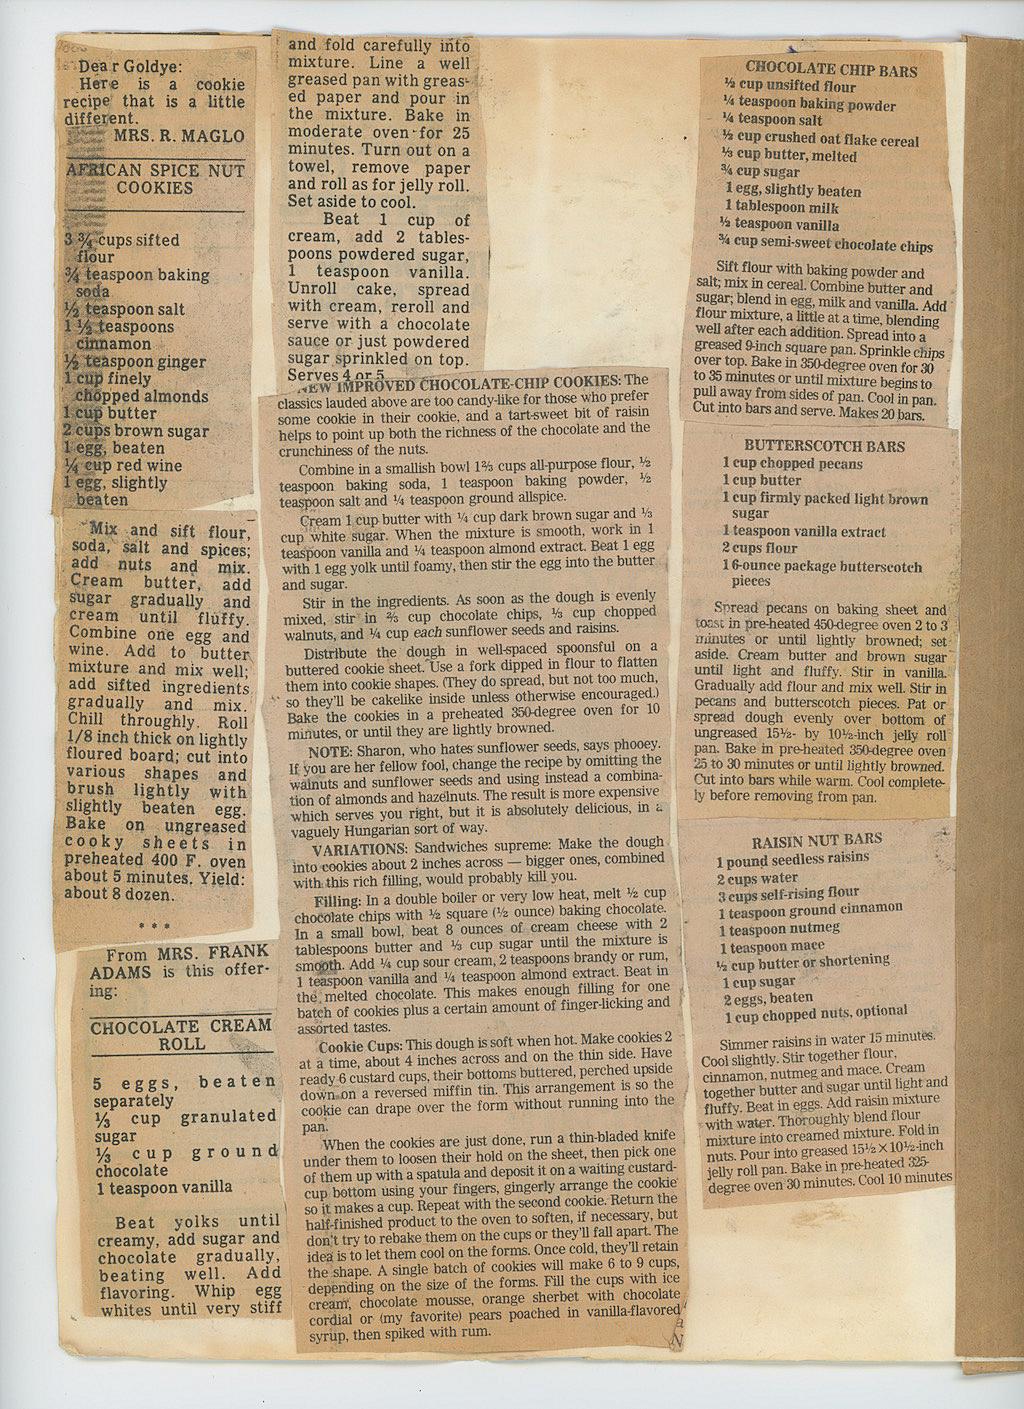 Dear Goldye:
Here is a cookie
recipe that is a little
different.
MRS. R. MAGLO
AFRICAN SPICE NUT
COOKIES
3 ¾ cups sifted
flour
¾ teaspoon baking
soda
½ teaspoon salt
1 ½ teaspoons
cinnamon
½ teaspoon ginger
1 cup finely
chopped almonds
1 cup butter
2 cups brown sugar
1 egg, beaten
¼ cup red wine
1 egg, slightly
beaten
Mix and sift flour,
soda, salt and spices;
add nuts and mix.
Cream butter, add
sugar gradually and
cream until fluffy.
Combine one egg and
wine. Add to butter
mixture and mix well;
add sifted ingredients
gradually and mix.
Chill throughly. Roll
1/8 inch thick on lightly
floured board; cut into
various shapes and
brush lightly with
slightly beaten egg.
Bake on ungreased
cooky sheets in
preheated 400 F. oven
about 5 minutes. Yield:
about 8 dozen.
* * *
From MRS. FRANK
ADAMS is this offer-
ing:
CHOCOLATE CREAM
ROLL
5 eggs, beaten
separately
⅓ cup granulated
sugar
⅓ cup ground
chocolate
1 teaspoon vanilla
Beat yolks until
creamy, add sugar and
chocolate gradually,
beating well. Add
flavoring. Whip egg
whites until very stiff
and fold carefully into
mixture. Line a well
greased pan with greas-
ed paper and pour in
the mixture. Bake in
moderate oven for 25
minutes. Turn out on a
towel, remove paper
and roll as for jelly roll.
Set aside to cool.
Beat 1 cup of
cream, add 2 tables-
poons powdered sugar,
1 teaspoon vanilla.
Unroll cake, spread
with cream, reroll and
serve with a chocolate
sauce or just powdered
sugar sprinkled on top.
Serves 4 or 5
NEW IMPROVED CHOCOLATE-CHIP COOKIES: The
classics lauded above are too candy-like for those who prefer
some cookie in their cookie, and a tart-sweet bit of raisin
helps to point up both the richness of the chocolate and the
crunchiness of the nuts.
Combine in a smallish bowl 1⅔ cups all-purpose flour, ½
teaspoon baking soda, 1 teaspoon baking powder, ½
teaspoon salt and ¼ teaspoon ground allspice.
Cream 1 cup butter with ¼ cup dark brown sugar and ⅓
cup white sugar. When the mixture is smooth, work in 1
teaspoon vanilla and ¼ teaspoon almond extract. Beat 1 egg
with 1 egg yolk until foamy, then stir the egg into the butter
and sugar.
Stir in the ingredients. As soon as the dough is evenly
mixed, stir in ⅔ cup chocolate chips, ⅓ cup chopped
walnuts, and ¼ cup each sunflower seeds and raisins.
Distribute the dough in well-spaced spoonsful on a
buttered cookie sheet. Use a fork dipped in flour to flatten
them into cookie shapes. (They do spread, but not too much,
so they'll be cakelike inside unless otherwise encouraged.)
Bake the cookies in a preheated 350-degree oven for 10
minutes, or until they are lightly browned.
NOTE: Sharon, who hates sunflower seeds, says phooey.
If you are her fellow fool, change the recipe by omitting the
walnuts and sunflower seeds and using instead a combina-
tion of almonds and hazelnuts. The result is more expensive
which serves you right, but it is absolutely delicious, in a
vaguely Hungarian sort of way.
VARIATIONS: Sandwiches supreme: Make the dough
into cookies about 2 inches across — bigger ones, combined
with this rich filling, would probably kill you.
Filling: In a double boiler or very low heat, melt ½ cup
chocolate chips with ½ square (½ ounce) baking chocolate.
In a small bowl, beat 8 ounces of cream cheese with 2
tablespoons butter and ⅓ cup sugar until the mixture is
smooth. Add ¼ cup sour cream, 2 teaspoons brandy or rum,
1 teaspoon vanilla and ¼ teaspoon almond extract. Beat in
the melted chocolate. This makes enough filling for one
batch of cookies plus a certain amount of finger-licking and
assorted tastes.
Cookie Cups: This dough is soft when hot. Make cookies 2
at a time, about 4 inches across and on the thin side. Have
ready 6 custard cups, their bottoms buttered, perched upside
down on a reversed miffin tin. This arrangement is so the
cookie can drape over the form without running into the
pan.
When the cookies are just done, run a thin-bladed knife
under them to loosen their hold on the sheet, then pick one
of them up with a spatula and deposit it on a waiting custard-
cup bottom using your fingers, gingerly arrange the cookie
so it makes a cup. Repeat with the second cookie. Return the
half-finished product to the oven to soften, if necessary, but
don't try to rebake them on the cups or they'll fall apart. The
idea is to let them cool on the forms. Once cold, they'll retain
the shape. A single batch of cookies will make 6 to 9 cups,
depending on the size of the forms. Fill the cups with ice
cream, chocolate mousse, orange sherbet with chocolate
cordial or (my favorite) pears poached in vanilla-flavored
syrup, then spiked with rum.
CHOCOLATE CHIP BARS
½ cup unsifted flour
¼ teaspoon baking powder
¼ teaspoon salt
½ cup crushed oat flake cereal
⅓ cup butter, melted
¾ cup sugar
1 egg, slightly beaten
1 tablespoon milk
½ teaspoon vanilla
¾ cup semi-sweet chocolate chips
Sift flour with baking powder and
salt; mix in cereal. Combine butter and
sugar; blend in egg, milk and vanilla. Add
flour mixture, a little at a time, blending
well after each addition. Spread into a
greased 9-inch square pan. Sprinkle chips
over top. Bake in 350-degree oven for 30
to 35 minutes or until mixture begins to
pull away from sides of pan. Cool in pan.
Cut into bars and serve. Makes 20 bars.
BUTTERSCOTCH BARS
1 cup chopped pecans
1 cup butter
1 cup firmly packed light brown
sugar
1 teaspoon vanilla extract
2 cups flour
1 6-ounce package butterscotch
pieces
Spread pecans on baking sheet and
toast in pre-heated 450-degree oven 2 to 3
minutes or until lightly browned; set
aside. Cream butter and brown sugar
until light and fluffy. Stir in vanilla.
Gradually add flour and mix well. Stir in
pecans and butterscotch pieces. Pat or
spread dough evenly over bottom of
ungreased 15½- by 10½-inch jelly roll
pan. Bake in pre-heated 350-degree oven
25 to 30 minutes or until lightly browned.
Cut into bars while warm. Cool complete-
ly before removing from pan.
RAISIN NUT BARS
1 pound seedless raisins
2 cups water
3 cups self-rising flour
1 teaspoon ground cinnamon
1 teaspoon nutmeg
1 teaspoon mace
½ cup butter or shortening
1 cup sugar
2 eggs, beaten
1 cup chopped nuts, optional
Simmer raisins in water 15 minutes.
Cool slightly. Stir together flour,
cinnamon, nutmeg and mace. Cream
together butter and sugar until light and
fluffy. Beat in eggs. Add raisin mixture
with water. Thoroughly blend flour
mixture into creamed mixture. Fold in
nuts. Pour into greased 15½ X 10½-inch
jelly roll pan. Bake in pre-heated 325-
degree oven 30 minutes. Cool 10 minutes